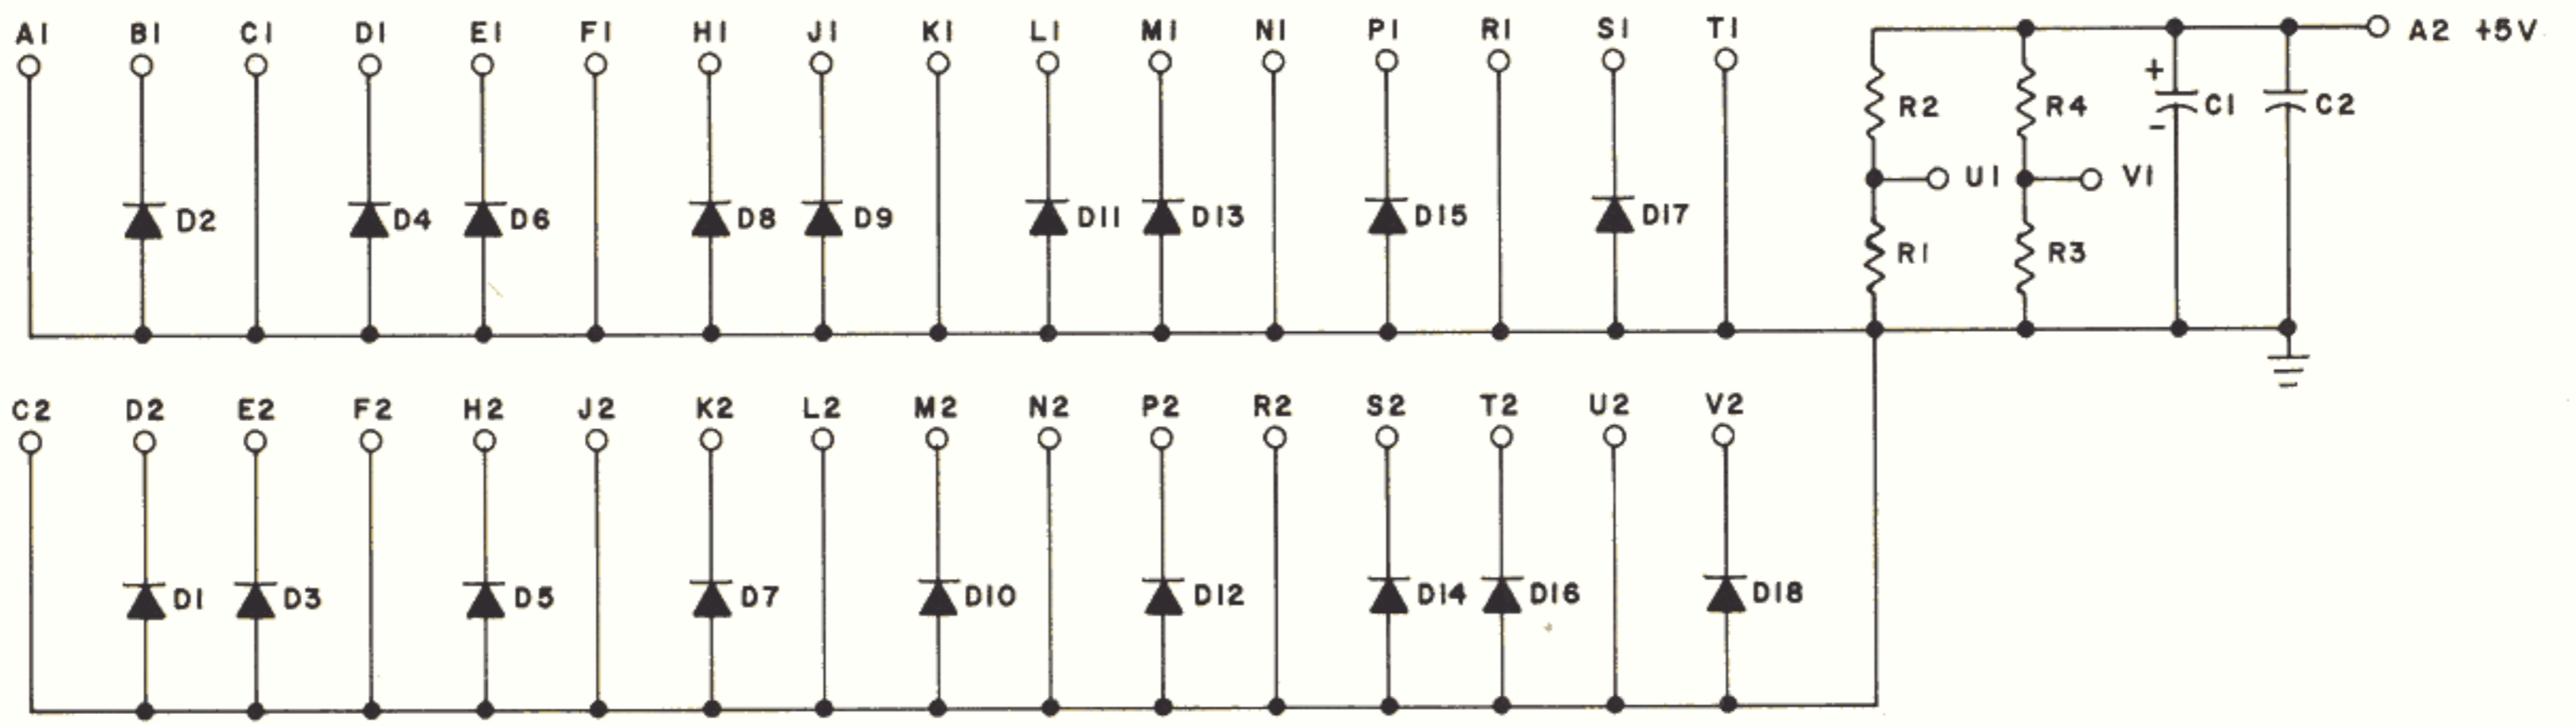 A1 B1 C1 D1 E1 F1 H1 J1 K1 L1 M1 N1 P1 R1 S1 T1 A2 +5V
+ R2 R4 C1 C2
-
U1 V1
D2 D4 D6 D8 D9 D11 D13 D15 D17
R1 R3
C2 D2 E2 F2 H2 J2 K2 L2 M2 N2 P2 R2 S2 T2 U2 V2
D1 D3 D5 D7 D10 D12 D14 D16 D18